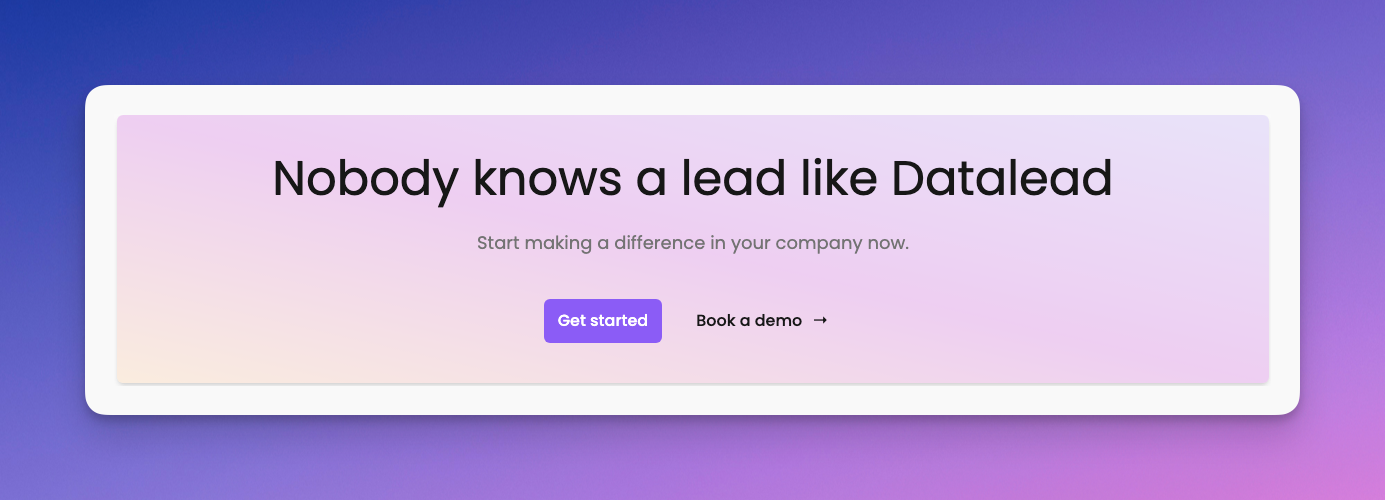 Nobody knows a lead like Datalead
Start making a difference in your company now.
Get started
Book a demo →